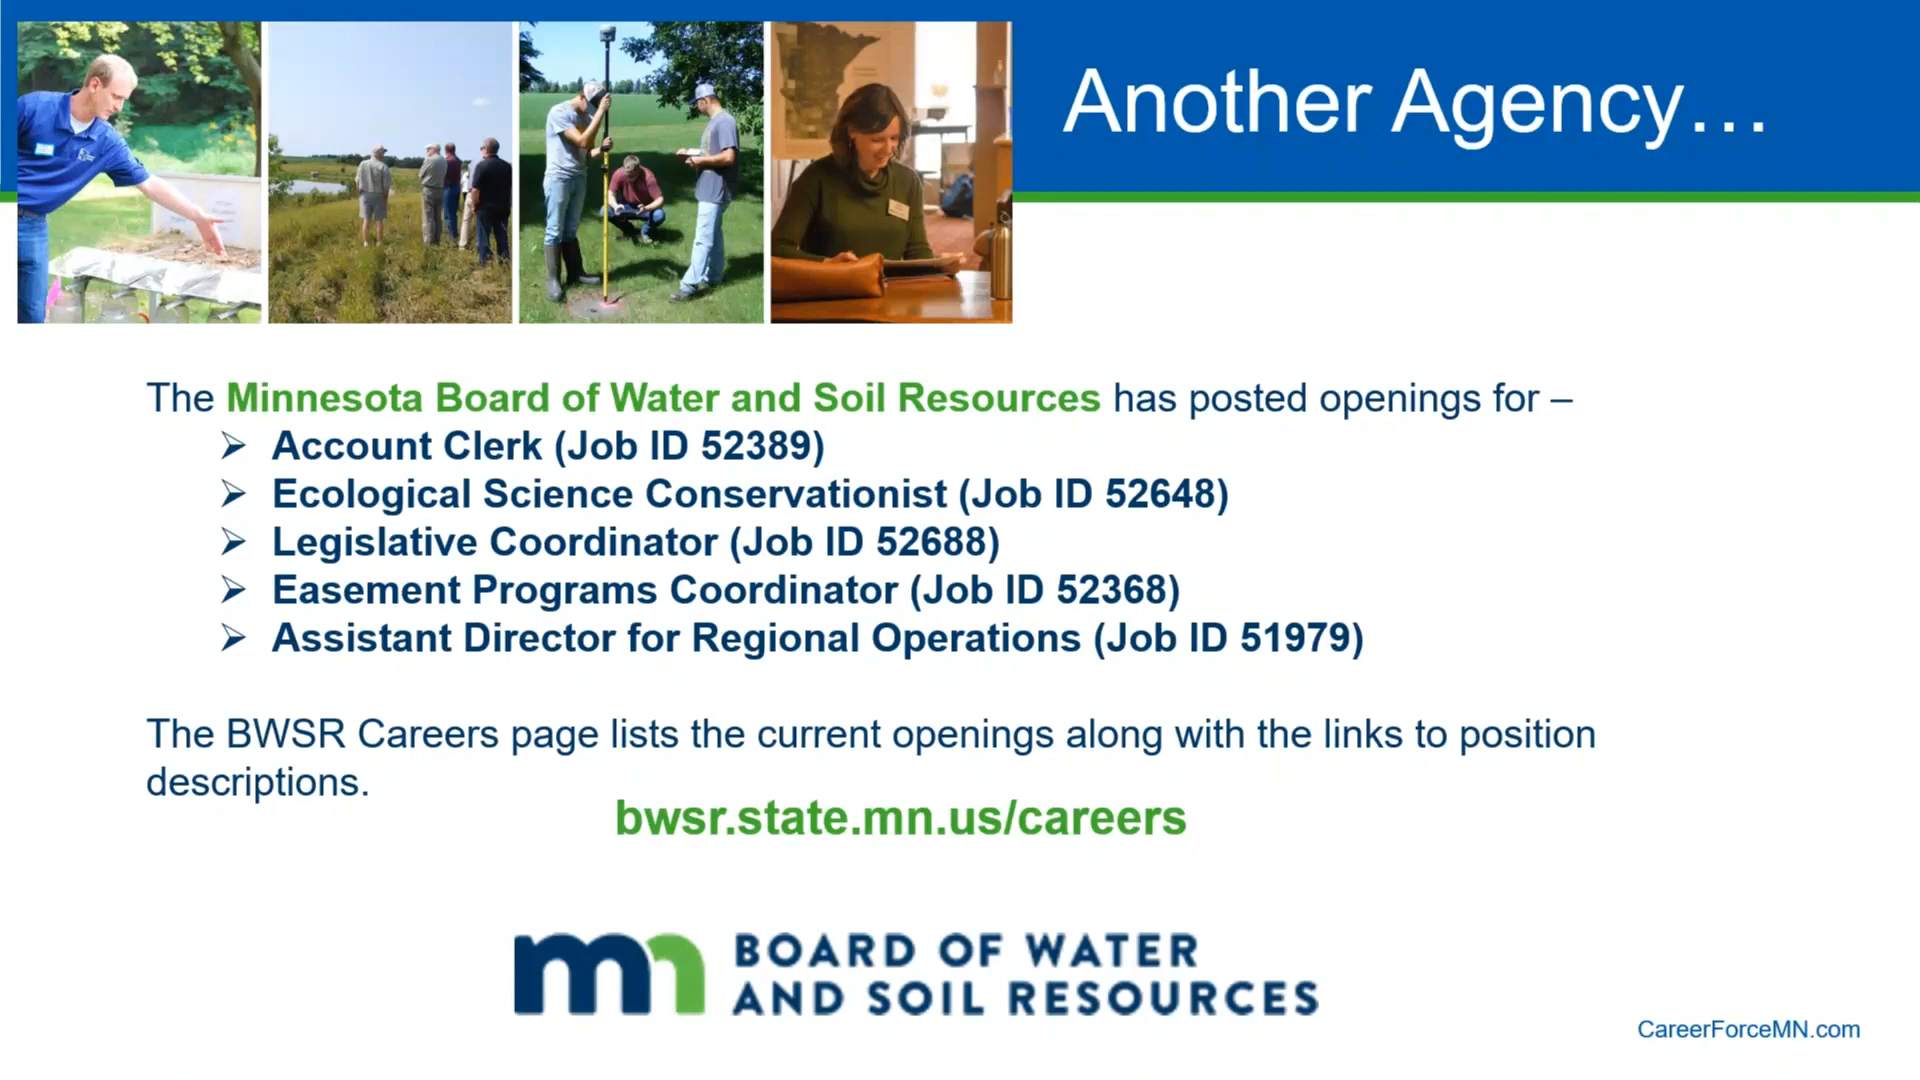 Another Agency…
The Minnesota Board of Water and Soil Resources has posted openings for –
➢ Account Clerk (Job ID 52389)
➢ Ecological Science Conservationist (Job ID 52648)
➢ Legislative Coordinator (Job ID 52688)
➢ Easement Programs Coordinator (Job ID 52368)
➢ Assistant Director for Regional Operations (Job ID 51979)
The BWSR Careers page lists the current openings along with the links to position
descriptions.
bwsr.state.mn.us/careers
mn BOARD OF WATER
AND SOIL RESOURCES
CareerForceMN.com